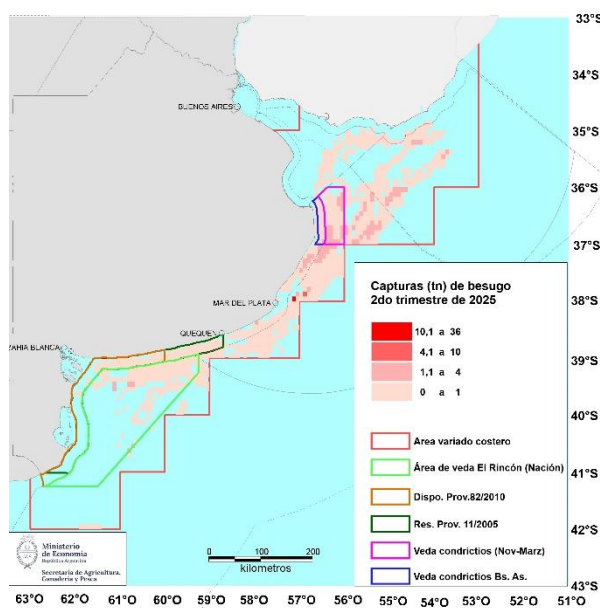 33°S
34°S
BUENOS AIRES
35°S
36°S
37°S
MAR DEL PLATA
38°S
QUEQUEN
BAHIA BLANCA
39°S
40°S
41°S
42°S
43°S
Capturas (tn) de besugo
2do trimestre de 2025
10,1 a 36
4,1 a 10
1,1 a 4
0 a 1
Area variado costero
Área de veda El Rincón (Nación)
Dispo. Prov.82/2010
Res. Prov. 11/2005
Veda condrictios (Nov-Marz)
Veda condrictios Bs. As.
Ministerio
de Economía
República Argentina
Secretaría de Agricultura,
Ganadería y Pesca
0 100 200
kilometros
63°O 62°O 61°O 60°O 59°O 58°O 57°O 56°O 55°O 54°O 53°O 52°O 51°O